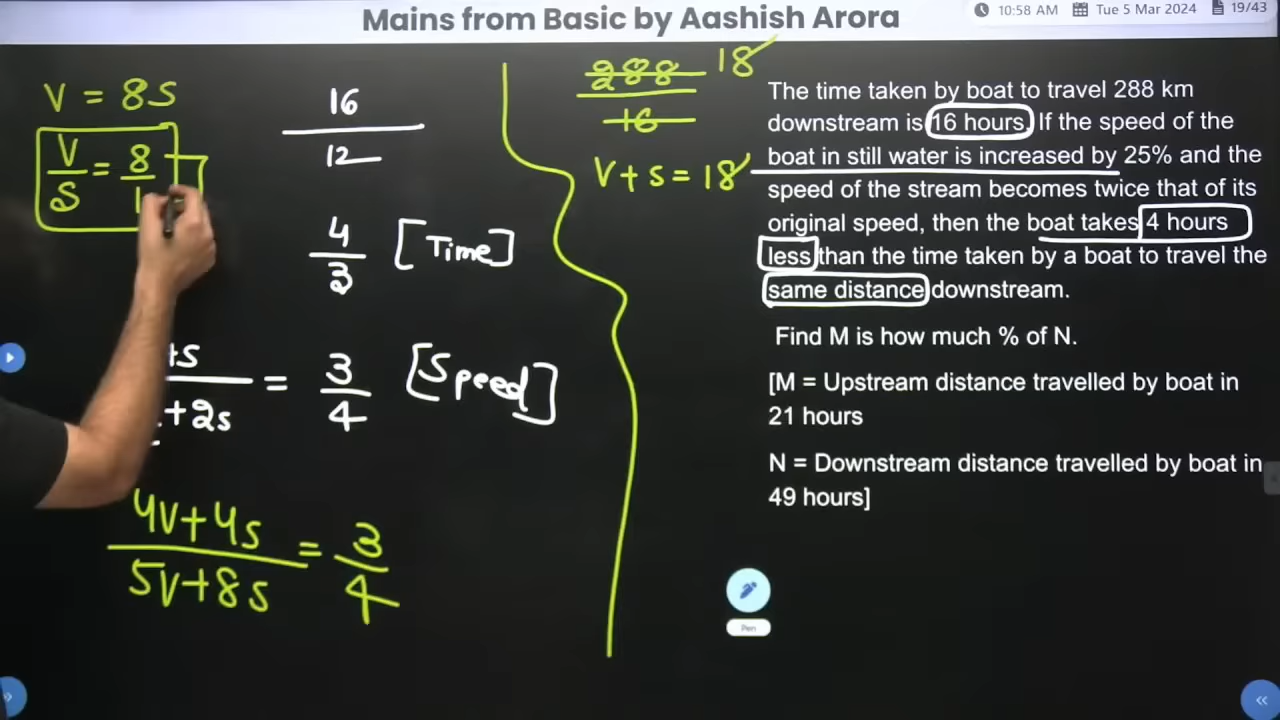 Mains from Basic by Aashish Arora
10:58 AM Tue 5 Mar 2024 19/43
V = 8S
V/S = 8/1
16
12
4/3 [Time]
+S
+2S
= 3/4 [Speed]
4V+4S / 5V+8S = 3/4
288 18
16
V+S = 18
The time taken by boat to travel 288 km
downstream is 16 hours. If the speed of the
boat in still water is increased by 25% and the
speed of the stream becomes twice that of its
original speed, then the boat takes 4 hours
less than the time taken by a boat to travel the
same distance downstream.
Find M is how much % of N.
[M = Upstream distance travelled by boat in
21 hours
N = Downstream distance travelled by boat in
49 hours]
Pen